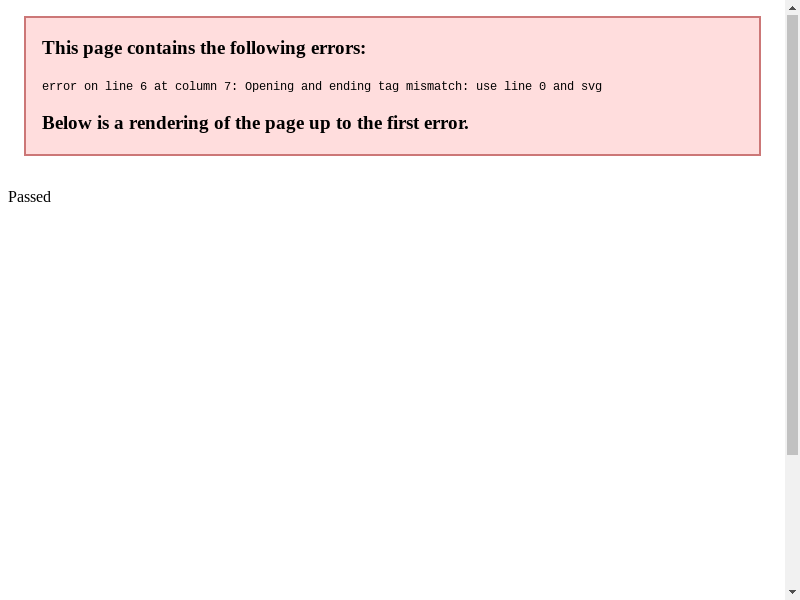 This page contains the following errors:
error on line 6 at column 7: Opening and ending tag mismatch: use line 0 and svg
Below is a rendering of the page up to the first error.
Passed